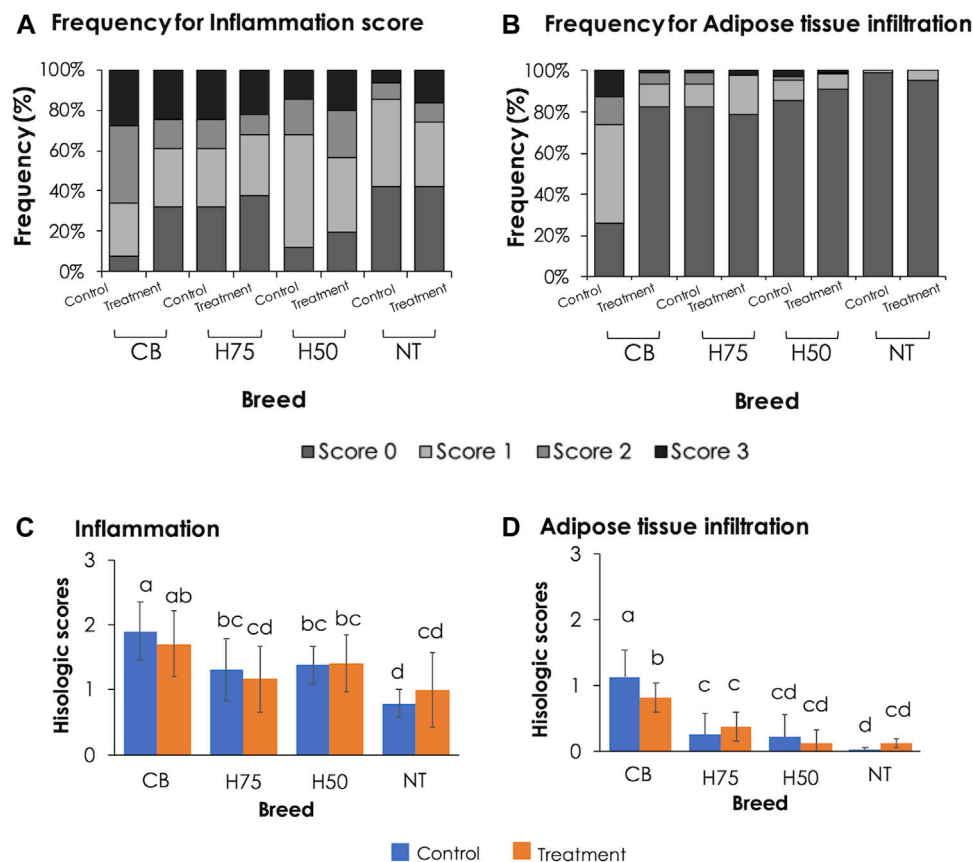 A Frequency for Inflammation score
Frequency (%)
100%
80%
60%
40%
20%
0%
Control Treatment Control Treatment Control Treatment Control Treatment
CB H75 H50 NT
Breed
B Frequency for Adipose tissue infiltration
Frequency (%)
100%
80%
60%
40%
20%
0%
Control Treatment Control Treatment Control Treatment Control Treatment
CB H75 H50 NT
Breed
Score 0 Score 1 Score 2 Score 3
C Inflammation
Hisologic scores
3
2
1
0
a ab bc cd bc bc d cd
CB H75 H50 NT
Breed
D Adipose tissue infiltration
Hisologic scores
3
2
1
0
a b c c cd cd d cd
CB H75 H50 NT
Breed
Control Treatment